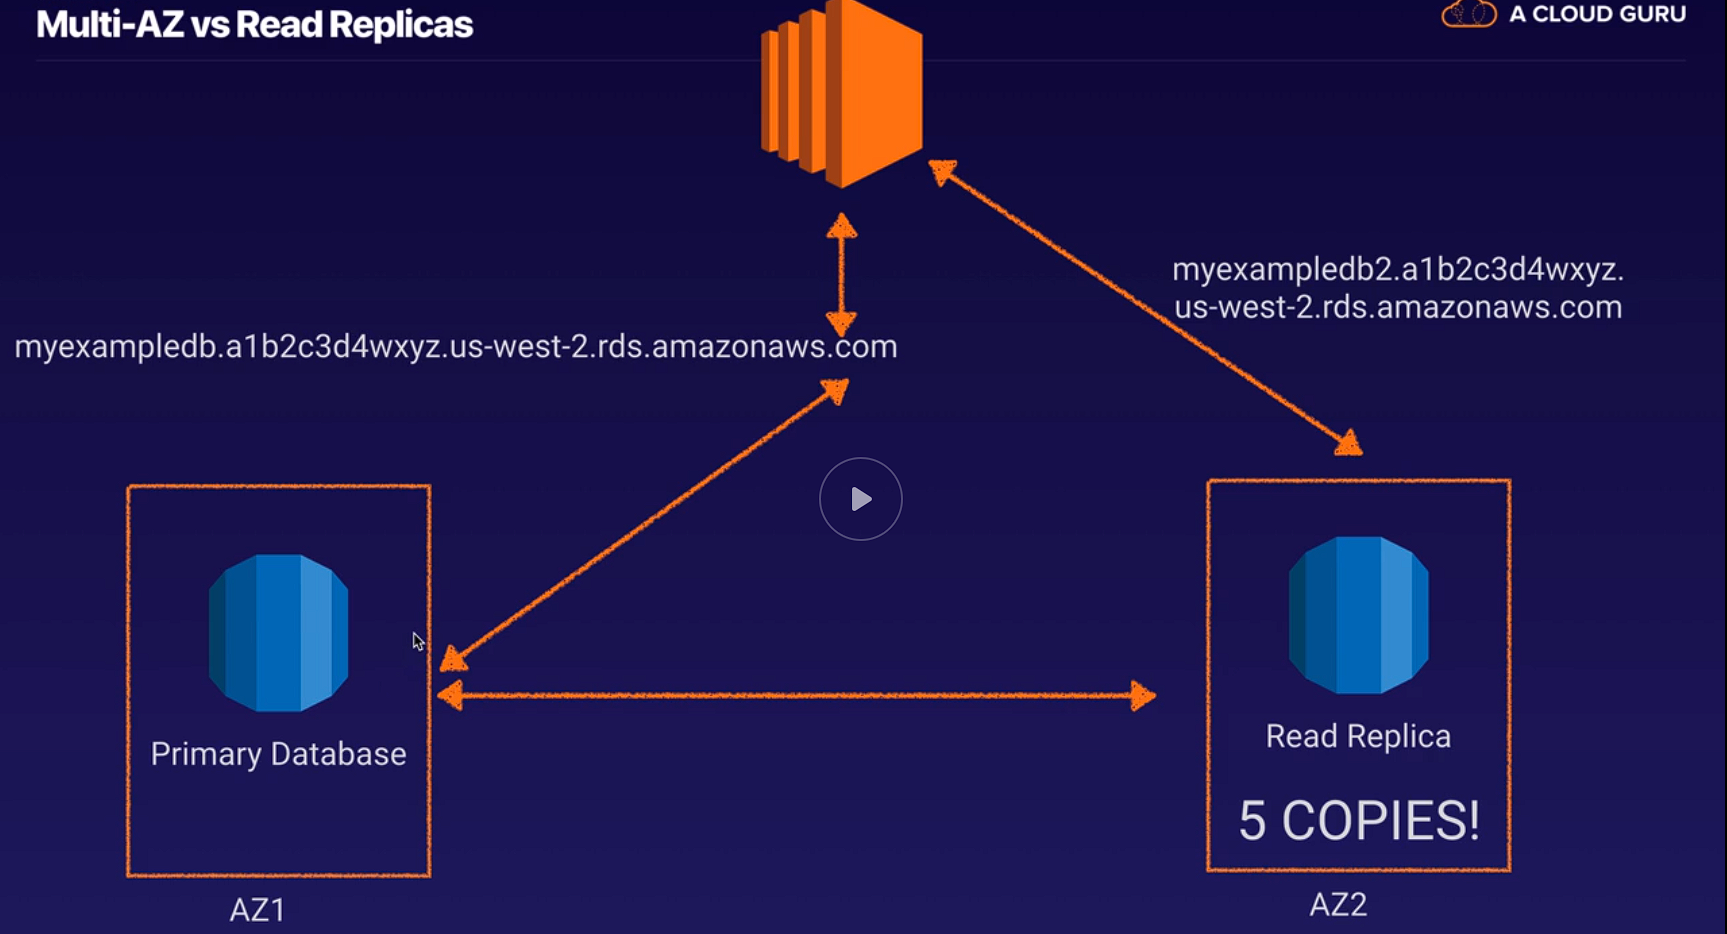 Multi-AZ vs Read Replicas
A CLOUD GURU
myexampledb2.a1b2c3d4wxyz.
us-west-2.rds.amazonaws.com
myexampledb.a1b2c3d4wxyz.us-west-2.rds.amazonaws.com
Primary Database
Read Replica
5 COPIES!
AZ1
AZ2